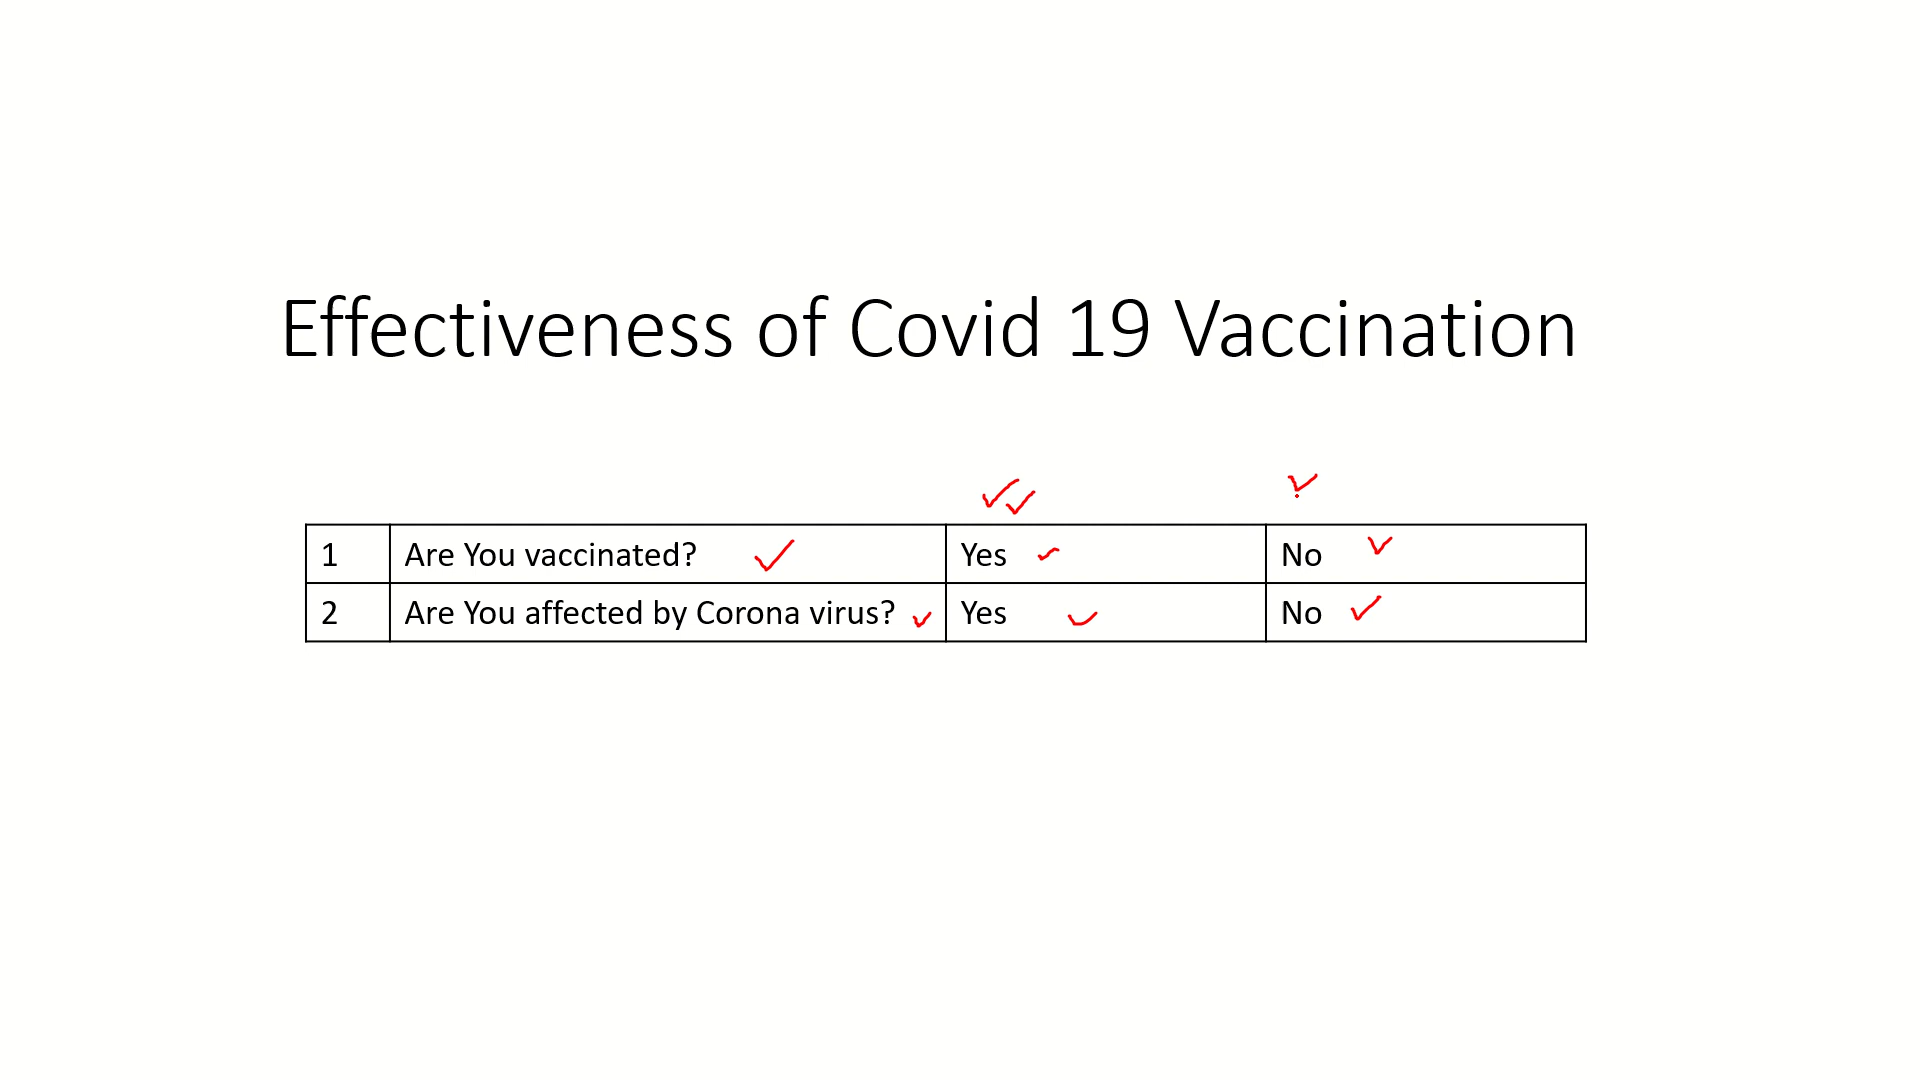 Effectiveness of Covid 19 Vaccination
1 Are You vaccinated? Yes No
2 Are You affected by Corona virus? Yes No